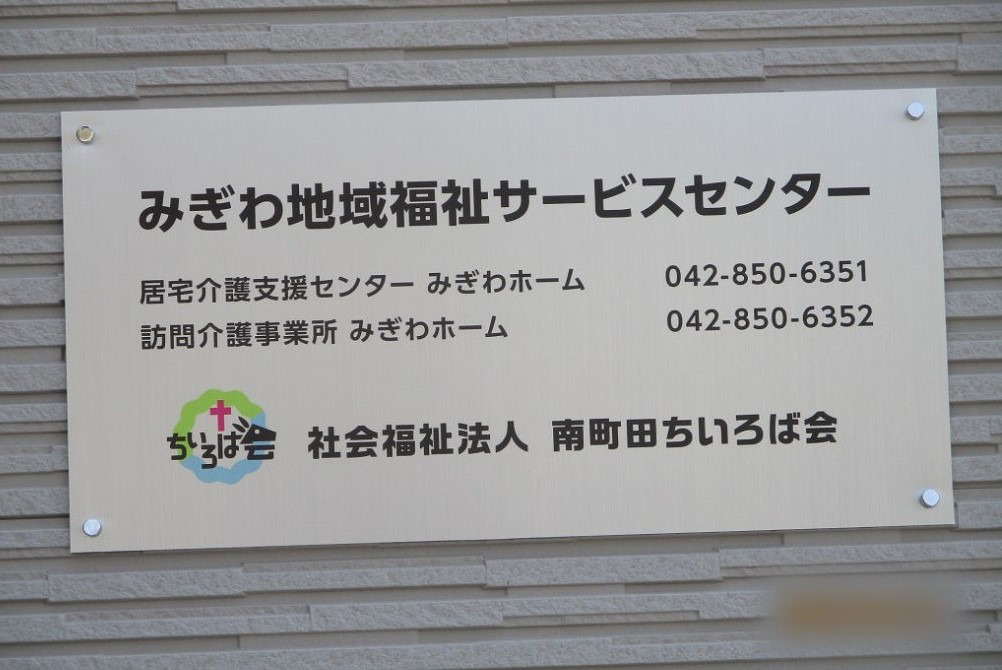 みぎわ地域福祉サービスセンター
居宅介護支援センター みぎわホーム 042-850-6351
訪問介護事業所 みぎわホーム 042-850-6352
ちいろば会 社会福祉法人 南町田ちいろば会